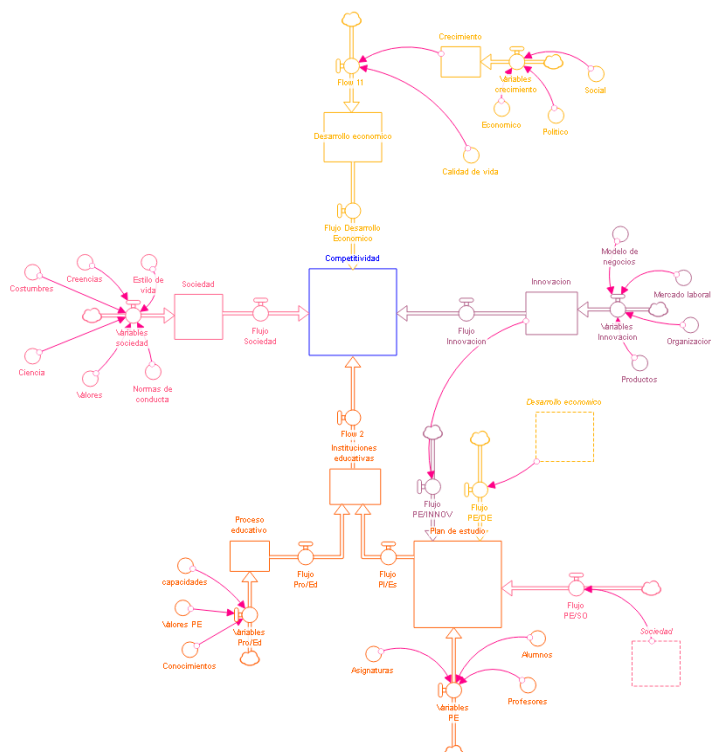 Crecimiento
Flow 11
Variables
crecimiento
Social
Economico
Politico
Desarrollo economico
Calidad de vida
Flujo Desarrollo
Economico
Competitividad
Costumbres
Creencias
Estilo de
vida
Sociedad
Variables
sociedad
Flujo
Sociedad
Ciencia
Valores
Normas de
conducta
Modelo de
negocios
Innovacion
Mercado laboral
Flujo
Innovacion
Variables
Innovacion
Organizacion
Productos
Flow 2
Instituciones
educativas
Desarrollo economico
Flujo
PE/INNOV
Flujo
PE/DE
Plan de estudio
Proceso
educativo
Flujo
Pro/Ed
Flujo
Pl/Es
capacidades
Valores PE
Variables
Pro/Ed
Conocimientos
Flujo
PE/SO
Sociedad
Asignaturas
Alumnos
Variables
PE
Profesores